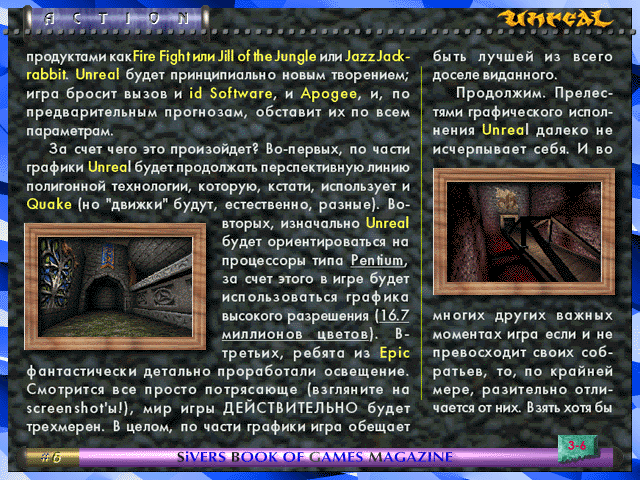 ACTION
Unreal
продуктами как Fire Fight или Jill of the Jungle или Jazz Jack-
rabbit. Unreal будет принципиально новым творением;
игра бросит вызов и id Software, и Apogee, и, по
предварительным прогнозам, обставит их по всем
параметрам.
За счет чего это произойдет? Во-первых, по части
графики Unreal будет продолжать перспективную линию
полигонной технологии, которую, кстати, использует и
Quake (но "движки" будут, естественно, разные). Во-
вторых, изначально Unreal
будет ориентироваться на
процессоры типа Pentium,
за счет этого в игре будет
использоваться графика
высокого разрешения (16.7
миллионов цветов). В-
третьих, ребята из Epic
фантастически детально проработали освещение.
Смотрится все просто потрясающе (взгляните на
screenshot'ы!), мир игры ДЕЙСТВИТЕЛЬНО будет
трехмерен. В целом, по части графики игра обещает
быть лучшей из всего
доселе виданного.
Продолжим. Прелес-
тями графического испол-
нения Unreal далеко не
исчерпывает себя. И во
многих других важных
моментах игра если и не
превосходит своих соб-
ратьев, то, по крайней
мере, разительно отли-
чается от них. Взять хотя бы
#6
SiVERS BOOK OF GAMES MAGAZINE
3-6